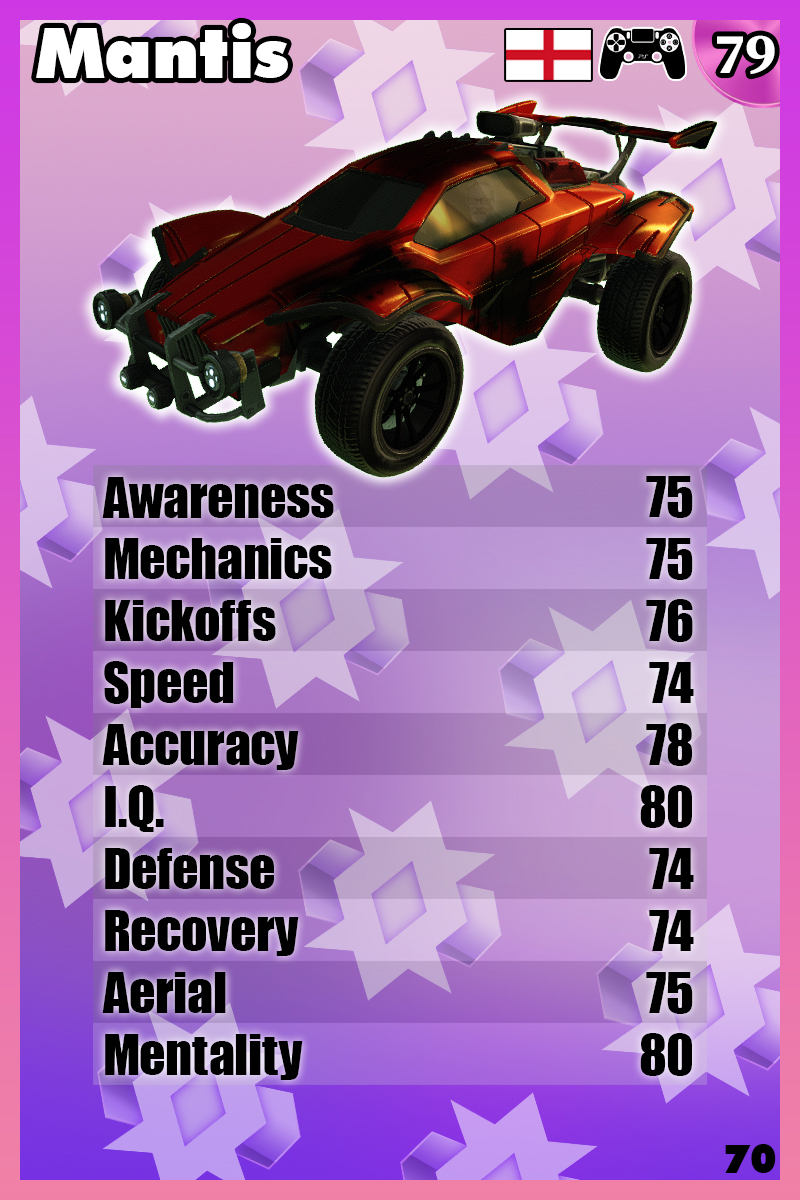 Mantis 79
Awareness 75
Mechanics 75
Kickoffs 76
Speed 74
Accuracy 78
I.Q. 80
Defense 74
Recovery 74
Aerial 75
Mentality 80
70